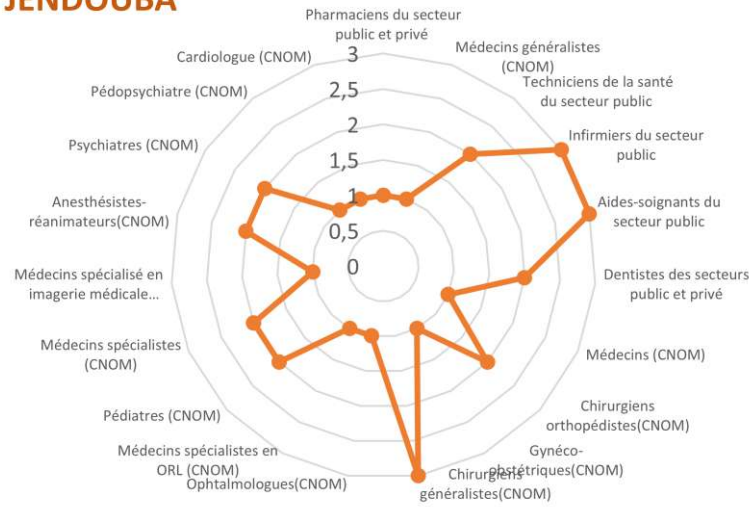 JENDOUBA
Pharmaciens du secteur
public et privé
Médecins généralistes
(CNOM)
Techniciens de la santé
du secteur public
Infirmiers du secteur
public
Aides-soignants du
secteur public
Dentistes des secteurs
public et privé
Médecins (CNOM)
Chirurgiens
orthopédistes(CNOM)
Gynéco-
obstétriques(CNOM)
Chirurgiens
généralistes(CNOM)
Ophtalmologues(CNOM)
Médecins spécialistes en
ORL (CNOM)
Pédiatres (CNOM)
Médecins spécialistes
(CNOM)
Médecins spécialisé en
imagerie médicale...
Anesthésistes-
réanimateurs(CNOM)
Psychiatres (CNOM)
Pédopsychiatre (CNOM)
Cardiologue (CNOM)
3
2,5
2
1,5
1
0,5
0